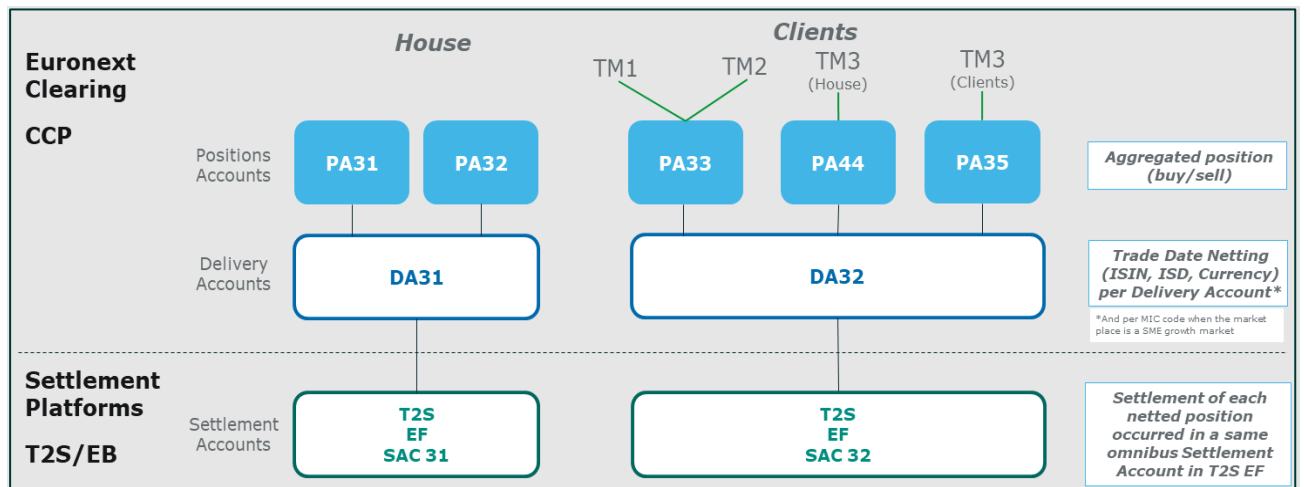 House
Clients
Euronext
Clearing
CCP
TM1
TM2
TM3
(House)
TM3
(Clients)
Positions
Accounts
PA31
PA32
PA33
PA44
PA35
Aggregated position
(buy/sell)
Delivery
Accounts
DA31
DA32
Trade Date Netting
(ISIN, ISD, Currency)
per Delivery Account*
*And per MIC code when the market
place is a SME growth market
Settlement
Platforms
T2S/EB
Settlement
Accounts
T2S
EF
SAC 31
T2S
EF
SAC 32
Settlement of each
netted position
occurred in a same
omnibus Settlement
Account in T2S EF